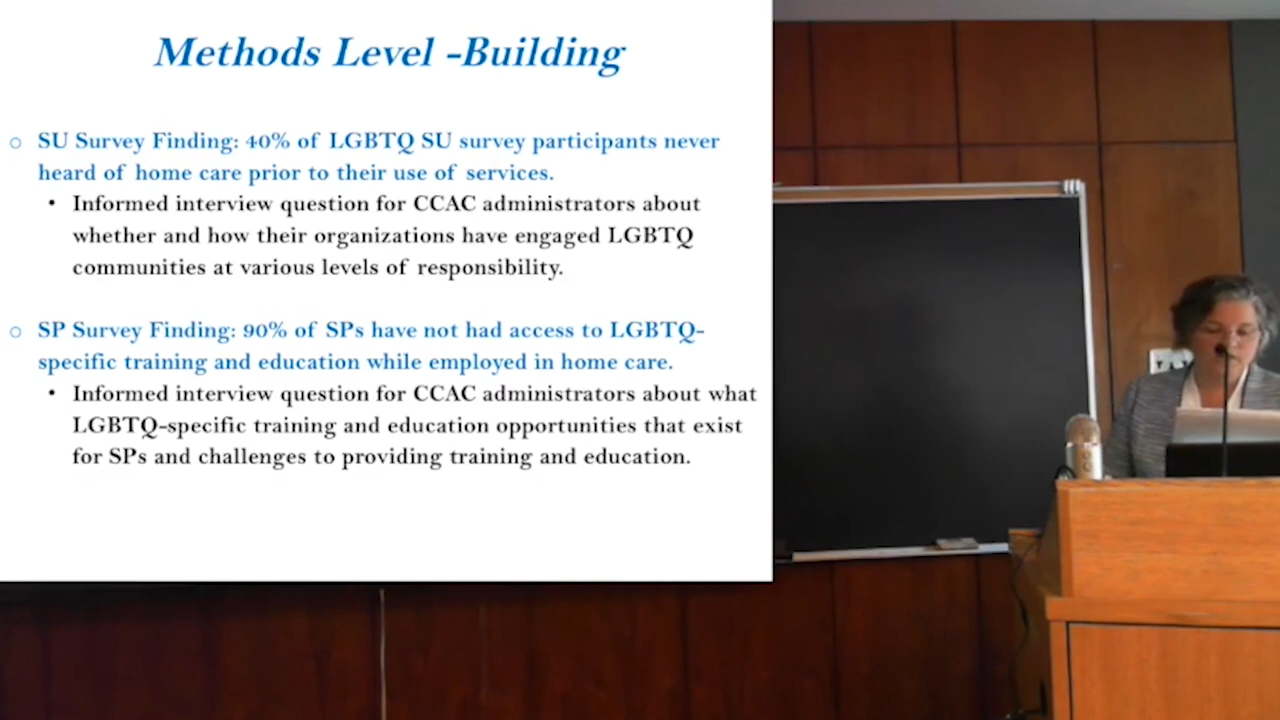 Methods Level -Building
○ SU Survey Finding: 40% of LGBTQ SU survey participants never
heard of home care prior to their use of services.
• Informed interview question for CCAC administrators about
whether and how their organizations have engaged LGBTQ
communities at various levels of responsibility.
○ SP Survey Finding: 90% of SPs have not had access to LGBTQ-
specific training and education while employed in home care.
• Informed interview question for CCAC administrators about what
LGBTQ-specific training and education opportunities that exist
for SPs and challenges to providing training and education.